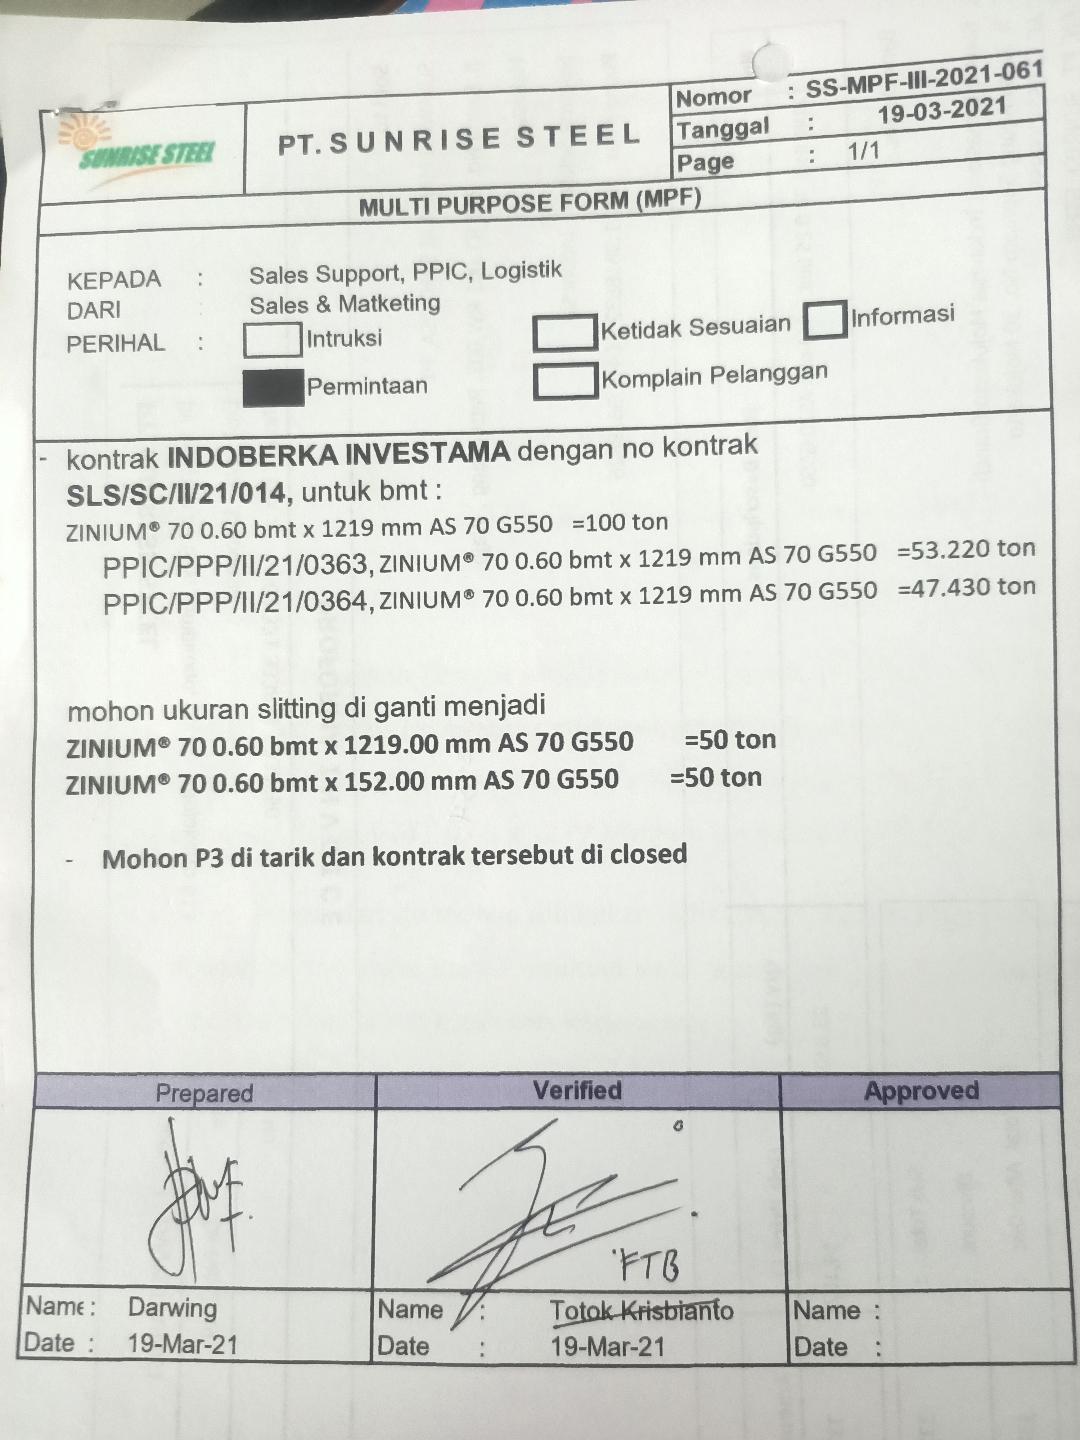 SUNRISE STEEL
PT. SUNRISE STEEL
Nomor : SS-MPF-III-2021-061
Tanggal : 19-03-2021
Page : 1/1
MULTI PURPOSE FORM (MPF)
KEPADA : Sales Support, PPIC, Logistik
DARI : Sales & Matketing
PERIHAL : Intruksi Ketidak Sesuaian Informasi
Permintaan Komplain Pelanggan
- kontrak INDOBERKA INVESTAMA dengan no kontrak
SLS/SC/II/21/014, untuk bmt :
ZINIUM® 70 0.60 bmt x 1219 mm AS 70 G550 =100 ton
PPIC/PPP/II/21/0363, ZINIUM® 70 0.60 bmt x 1219 mm AS 70 G550 =53.220 ton
PPIC/PPP/II/21/0364, ZINIUM® 70 0.60 bmt x 1219 mm AS 70 G550 =47.430 ton
mohon ukuran slitting di ganti menjadi
ZINIUM® 70 0.60 bmt x 1219.00 mm AS 70 G550 =50 ton
ZINIUM® 70 0.60 bmt x 152.00 mm AS 70 G550 =50 ton
- Mohon P3 di tarik dan kontrak tersebut di closed
Prepared Verified Approved
FTB
Name : Darwing Name : Totok Krisbianto Name :
Date : 19-Mar-21 Date : 19-Mar-21 Date :